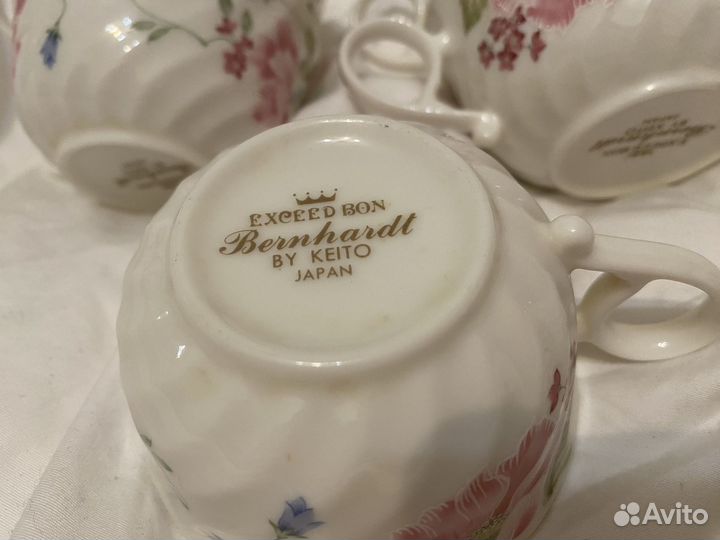 EXCEED BON
Bernhardt
BY KEITO
JAPAN
Avito